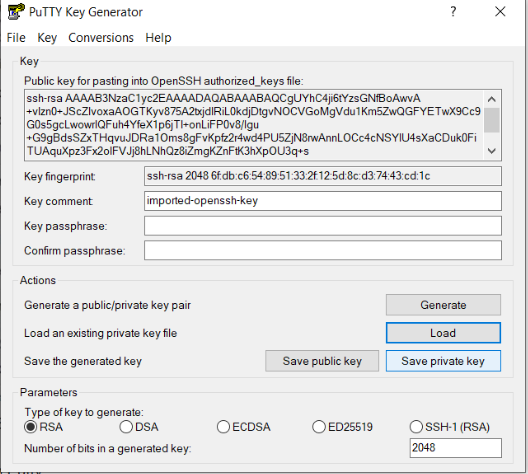 PuTTY Key Generator
?
File Key Conversions Help
Key
Public key for pasting into OpenSSH authorized_keys file:
ssh-rsa AAAAB3NzaC1yc2EAAAADAQABAAABAQCgUYhC4ji6tYzsGNfBoAwvA
+vlzn0+JScZIvoxaAOGTKyv875A2txjdlRiL0kdjDtgvNOCVGoMgVdu1Km5ZwQGFYETwX9Cc9
G0s5gcLwowrlQFuh4YfeX1p6jTI+onLiFP0v8/lgu
+G9gBdsSZxTHqvuJDRa1Oms8gFvKpfz2r4wd4PU5ZjN8rwAnnLOCc4cNSYIU4sXaCDuk0Fi
TUAquXpz3Fx2olFVJj8hLNhQz8iZmgKZnFtK3hXpOU3q+s
Key fingerprint: ssh-rsa 2048 6f:db:c6:54:89:51:33:2f:12:5d:8c:d3:74:43:cd:1c
Key comment: imported-openssh-key
Key passphrase:
Confirm passphrase:
Actions
Generate a public/private key pair Generate
Load an existing private key file Load
Save the generated key Save public key Save private key
Parameters
Type of key to generate:
RSA DSA ECDSA ED25519 SSH-1 (RSA)
Number of bits in a generated key: 2048